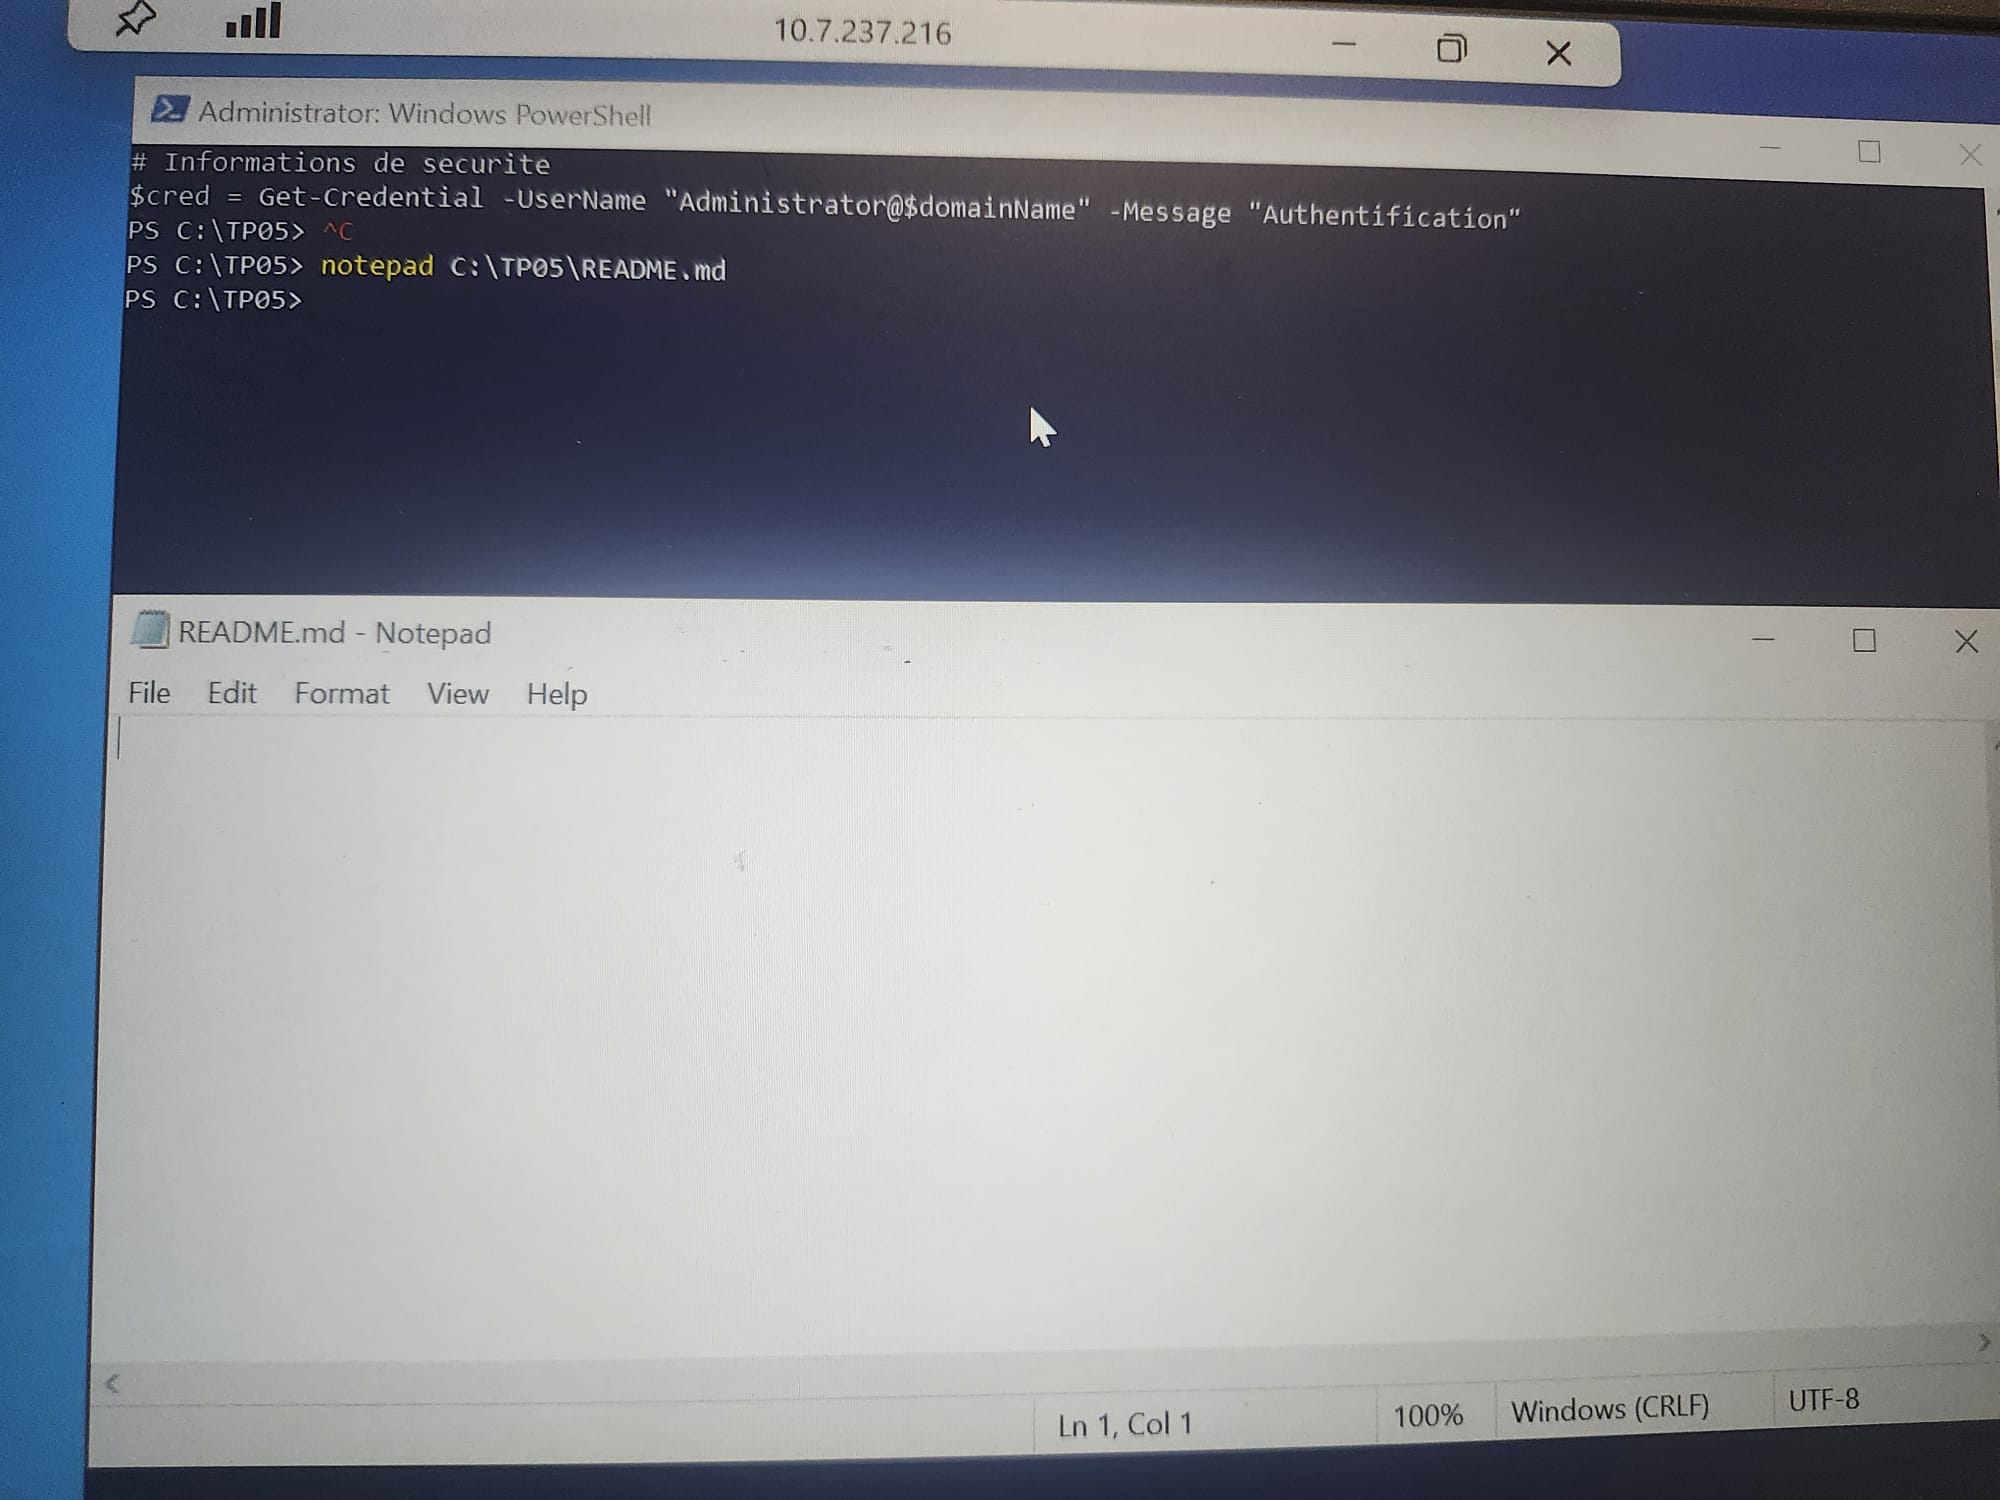 10.7.237.216
Administrator: Windows PowerShell
# Informations de securite
$cred = Get-Credential -UserName "Administrator@$domainName" -Message "Authentification"
PS C:\TP05> ^C
PS C:\TP05> notepad C:\TP05\README.md
PS C:\TP05>
README.md - Notepad
File Edit Format View Help
Ln 1, Col 1 100% Windows (CRLF) UTF-8